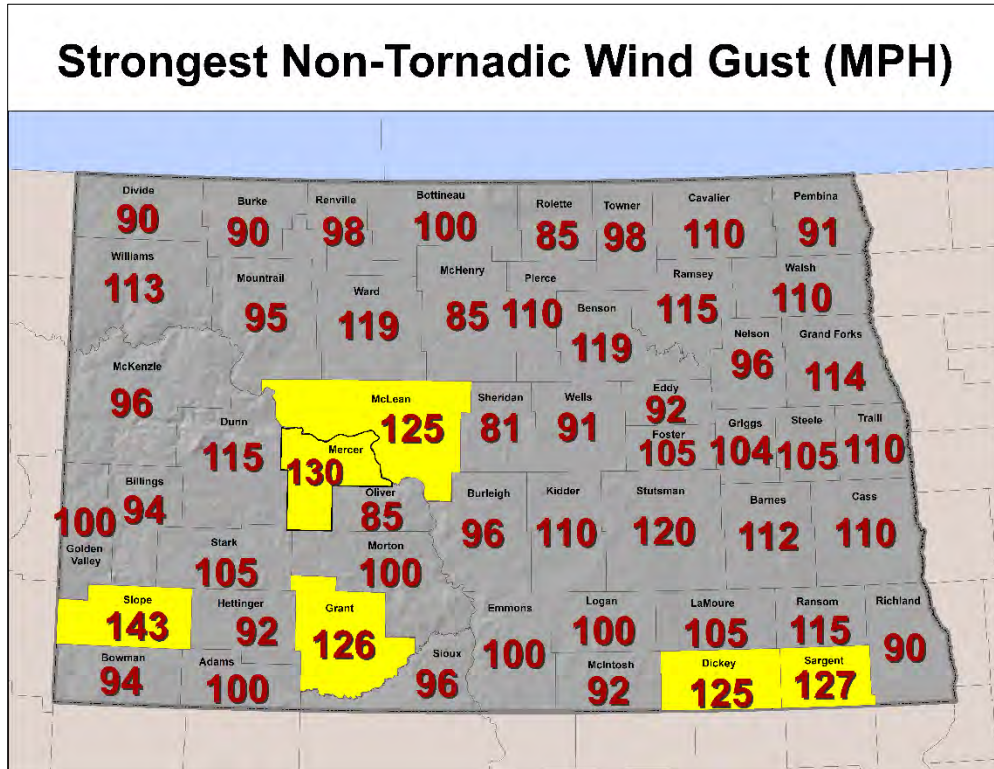 Strongest Non-Tornadic Wind Gust (MPH)
Divide
90
Burke
90
Renville
98
Bottineau
100
Rolette
85
Towner
98
Cavalier
110
Pembina
91
Williams
113
Mountrail
95
Ward
119
McHenry
85
Pierce
110
Benson
119
Ramsey
115
Walsh
110
Nelson
96
Grand Forks
114
McKenzie
96
Dunn
115
McLean
125
Mercer
130
Sheridan
81
Wells
91
Eddy
92
Foster
105
Griggs
104
Steele
105
Traill
110
Billings
94
100
Golden
Valley
Oliver
85
Burleigh
96
Kidder
110
Stutsman
120
Barnes
112
Cass
110
Stark
105
Morton
100
Slope
143
Hettinger
92
Grant
126
Sioux
96
Emmons
100
Logan
100
LaMoure
105
Ransom
115
Richland
90
Bowman
94
Adams
100
McIntosh
92
Dickey
125
Sargent
127